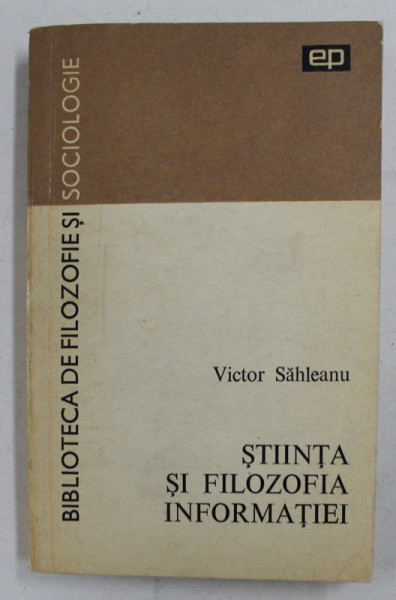 ep
BIBLIOTECA DE FILOZOFIE ȘI SOCIOLOGIE
Victor Săhleanu
ȘTIINȚA
ȘI FILOZOFIA
INFORMAȚIEI